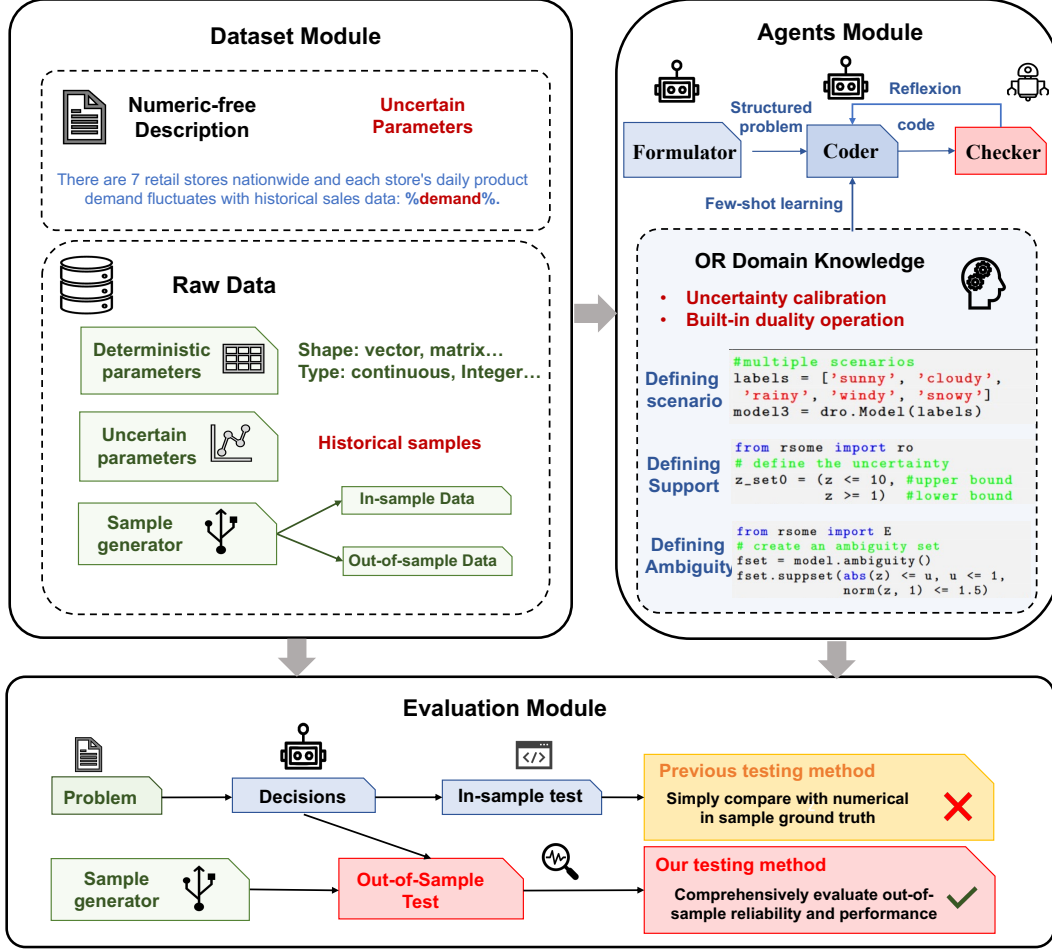 Dataset Module
Numeric-free
Description
Uncertain
Parameters
There are 7 retail stores nationwide and each store's daily product
demand fluctuates with historical sales data: %demand%.
Raw Data
Deterministic
parameters
Shape: vector, matrix…
Type: continuous, Integer…
Uncertain
parameters
Historical samples
Sample
generator
In-sample Data
Out-of-sample Data
Agents Module
Reflexion
Structured
problem
code
Formulator
Coder
Checker
Few-shot learning
OR Domain Knowledge
• Uncertainty calibration
• Built-in duality operation
Defining
scenario
#multiple scenarios
labels = ['sunny', 'cloudy',
'rainy', 'windy', 'snowy']
model3 = dro.Model(labels)
Defining
Support
from rsome import ro
# define the uncertainty
z_set0 = (z <= 10, #upper bound
z >= 1) #lower bound
Defining
Ambiguity
from rsome import E
# create an ambiguity set
fset = model.ambiguity()
fset.suppset(abs(z) <= u, u <= 1,
norm(z, 1) <= 1.5)
Evaluation Module
Problem
Decisions
In-sample test
Previous testing method
Simply compare with numerical
in sample ground truth
Sample
generator
Out-of-Sample
Test
Our testing method
Comprehensively evaluate out-of-
sample reliability and performance